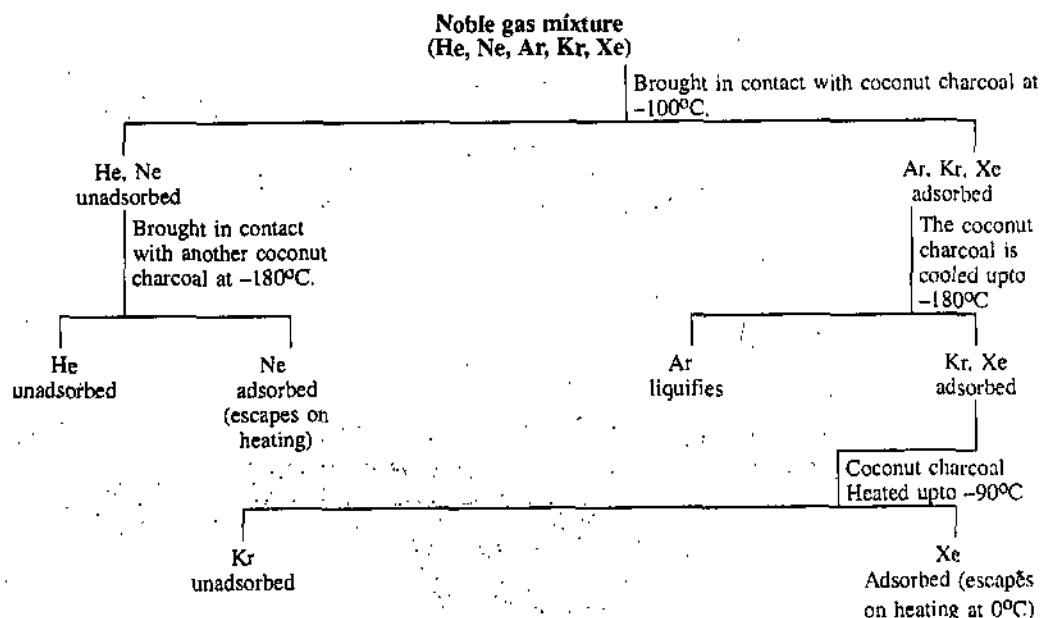 Noble gas mixture
(He, Ne, Ar, Kr, Xe)
Brought in contact with coconut charcoal at
–100ºC.
He, Ne
unadsorbed
Ar, Kr, Xe
adsorbed
Brought in contact
with another coconut
charcoal at –180ºC.
The coconut
charcoal is
cooled upto
–180ºC
He
unadsorbed
Ne
adsorbed
(escapes on
heating)
Ar
liquifies
Kr, Xe
adsorbed
Coconut charcoal
Heated upto –90ºC
Kr
unadsorbed
Xe
Adsorbed (escapes
on heating at 0ºC)